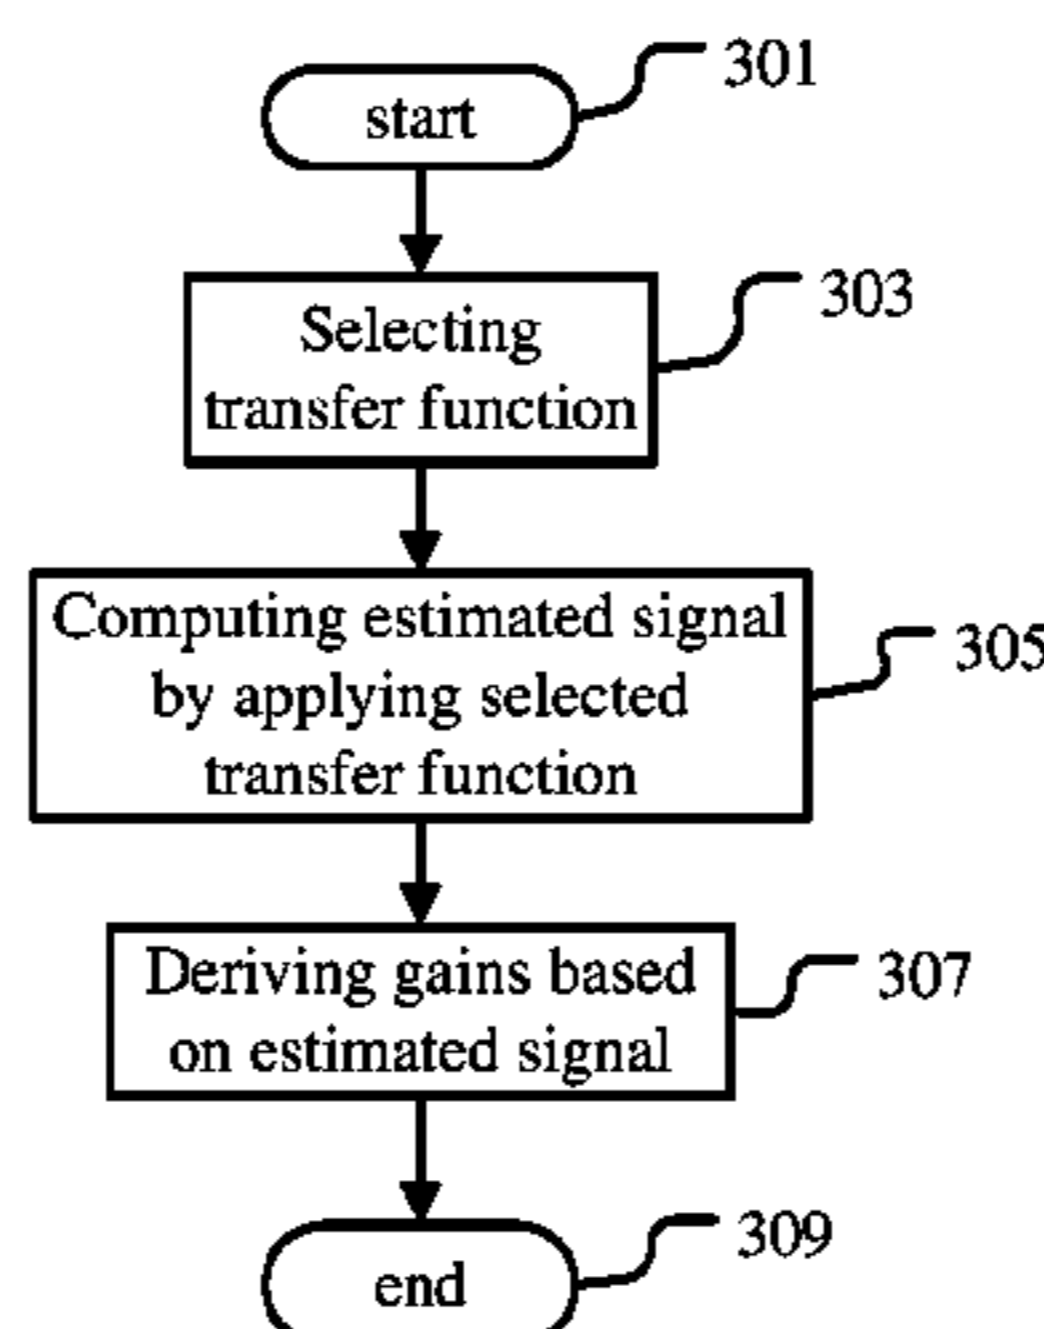 start
301
Selecting
transfer function
303
Computing estimated signal
by applying selected
transfer function
305
Deriving gains based
on estimated signal
307
end
309